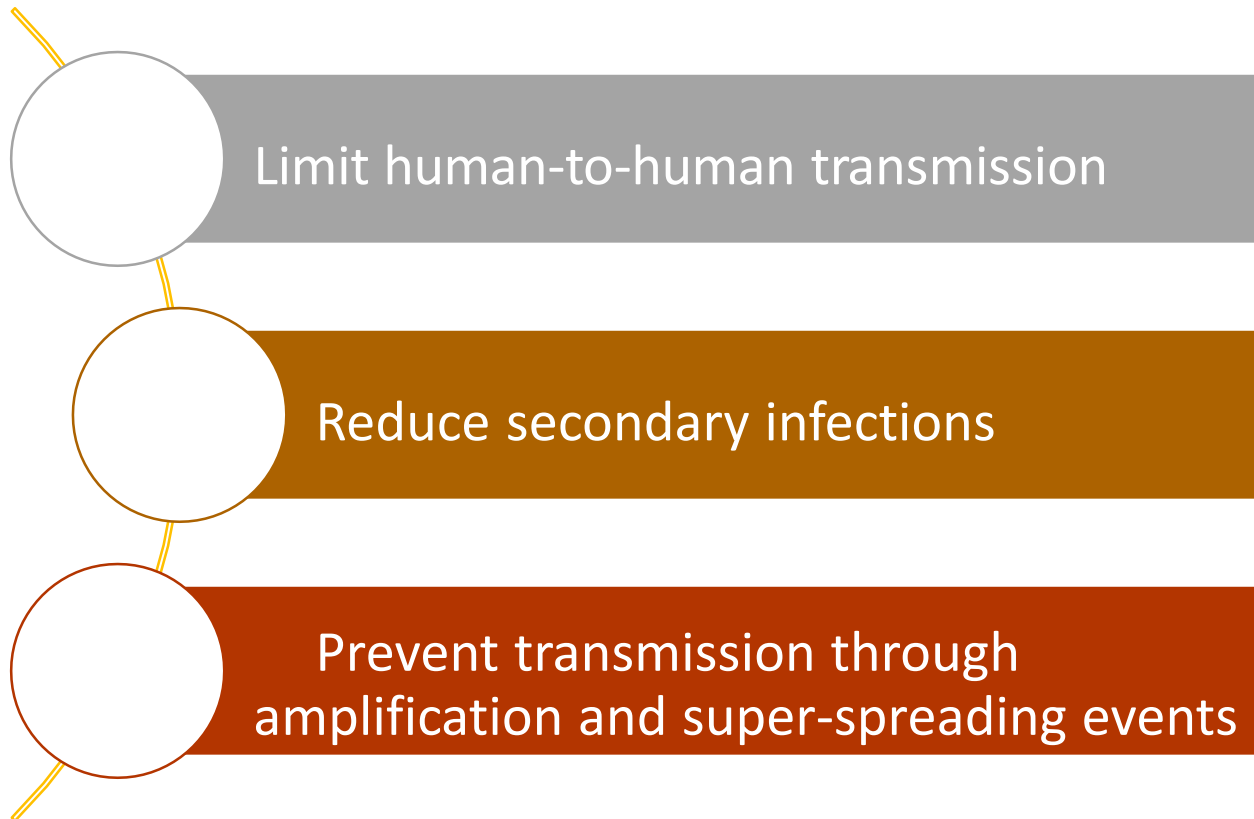 Limit human-to-human transmission
Reduce secondary infections
Prevent transmission through
amplification and super-spreading events